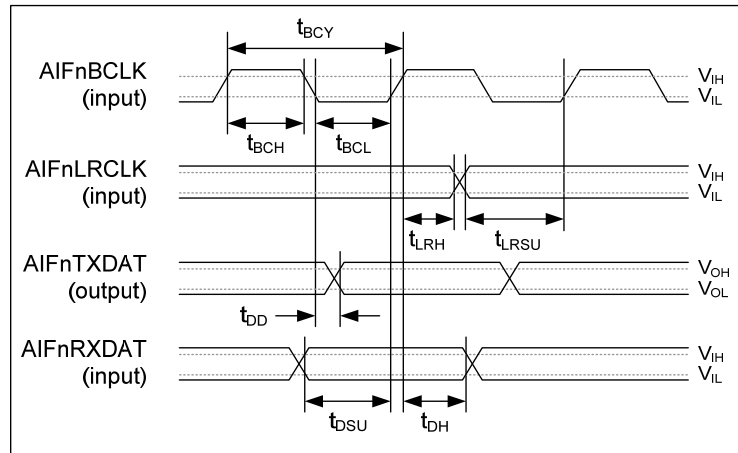 tBCY
AIFnBCLK
(input)
VIH
VIL
tBCH
tBCL
AIFnLRCLK
(input)
VIH
VIL
tLRH
tLRSU
AIFnTXDAT
(output)
VOH
VOL
tDD
AIFnRXDAT
(input)
VIH
VIL
tDSU
tDH